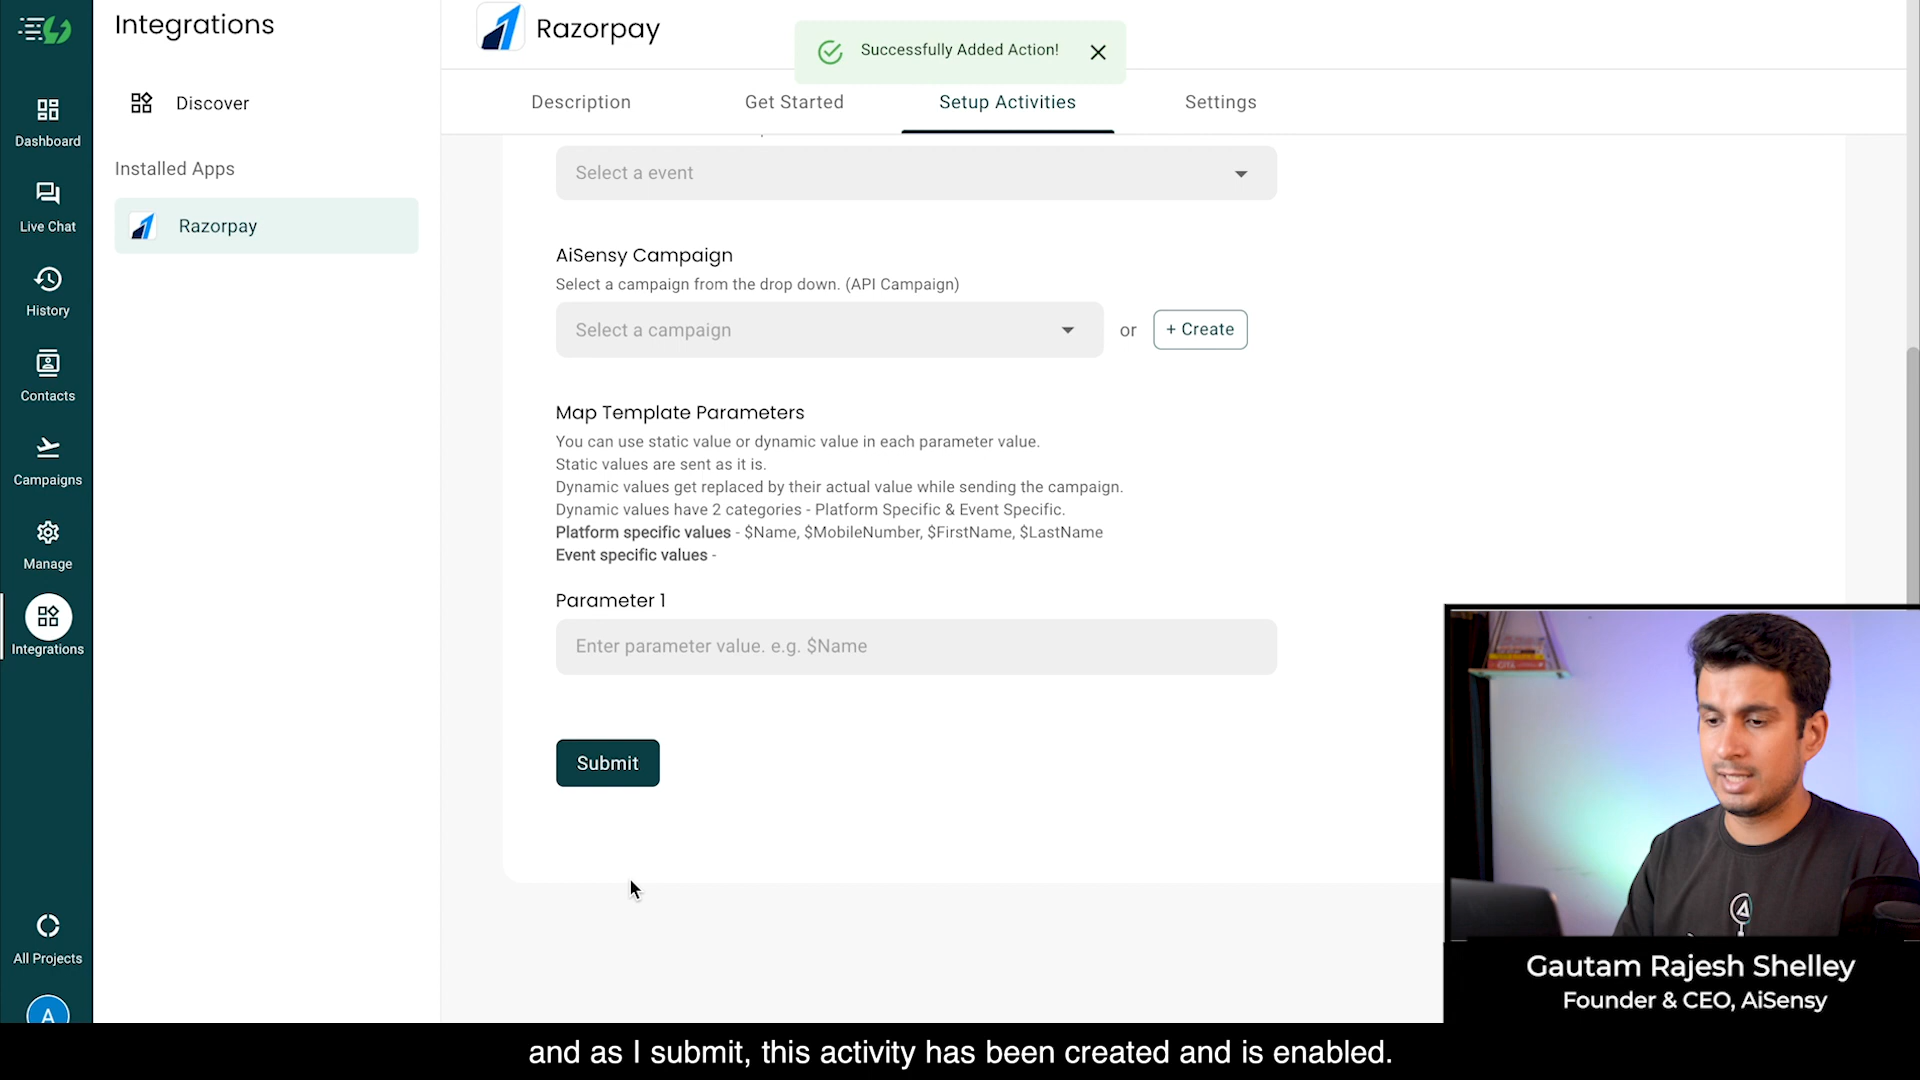 Integrations
Razorpay
Successfully Added Action!
Dashboard
Discover
Description
Get Started
Setup Activities
Settings
Installed Apps
Select a event
Live Chat
Razorpay
AiSensy Campaign
Select a campaign from the drop down. (API Campaign)
History
Select a campaign
or
+ Create
Contacts
Map Template Parameters
You can use static value or dynamic value in each parameter value.
Static values are sent as it is.
Campaigns
Dynamic values get replaced by their actual value while sending the campaign.
Dynamic values have 2 categories - Platform Specific & Event Specific.
Platform specific values - $Name, $MobileNumber, $FirstName, $LastName
Event specific values -
Manage
Parameter 1
Integrations
Enter parameter value. e.g. $Name
Submit
All Projects
A
Gautam Rajesh Shelley
Founder & CEO, AiSensy
and as I submit, this activity has been created and is enabled.